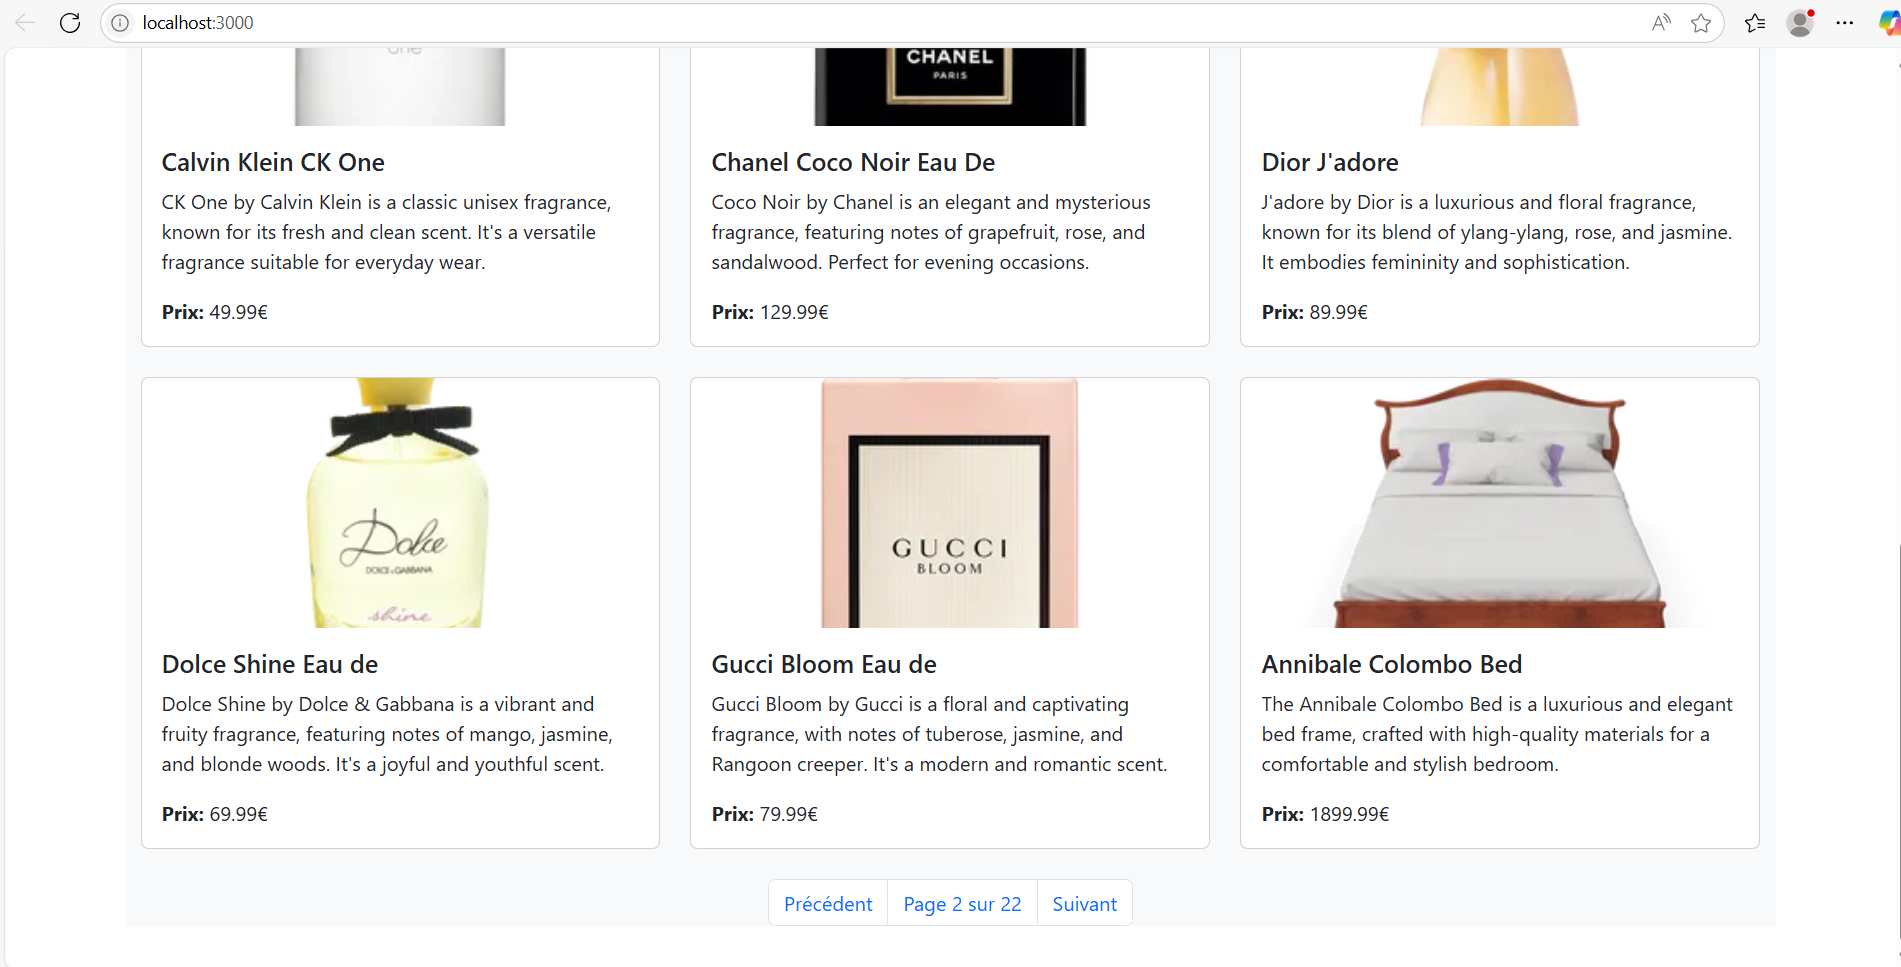 localhost:3000
one
CHANEL
PARIS
Calvin Klein CK One
CK One by Calvin Klein is a classic unisex fragrance,
known for its fresh and clean scent. It's a versatile
fragrance suitable for everyday wear.
Prix: 49.99€
Chanel Coco Noir Eau De
Coco Noir by Chanel is an elegant and mysterious
fragrance, featuring notes of grapefruit, rose, and
sandalwood. Perfect for evening occasions.
Prix: 129.99€
Dior J'adore
J'adore by Dior is a luxurious and floral fragrance,
known for its blend of ylang-ylang, rose, and jasmine.
It embodies femininity and sophistication.
Prix: 89.99€
Dolce
DOLCE & GABBANA
shine
Dolce Shine Eau de
Dolce Shine by Dolce & Gabbana is a vibrant and
fruity fragrance, featuring notes of mango, jasmine,
and blonde woods. It's a joyful and youthful scent.
Prix: 69.99€
GUCCI
BLOOM
Gucci Bloom Eau de
Gucci Bloom by Gucci is a floral and captivating
fragrance, with notes of tuberose, jasmine, and
Rangoon creeper. It's a modern and romantic scent.
Prix: 79.99€
Annibale Colombo Bed
The Annibale Colombo Bed is a luxurious and elegant
bed frame, crafted with high-quality materials for a
comfortable and stylish bedroom.
Prix: 1899.99€
Précédent
Page 2 sur 22
Suivant